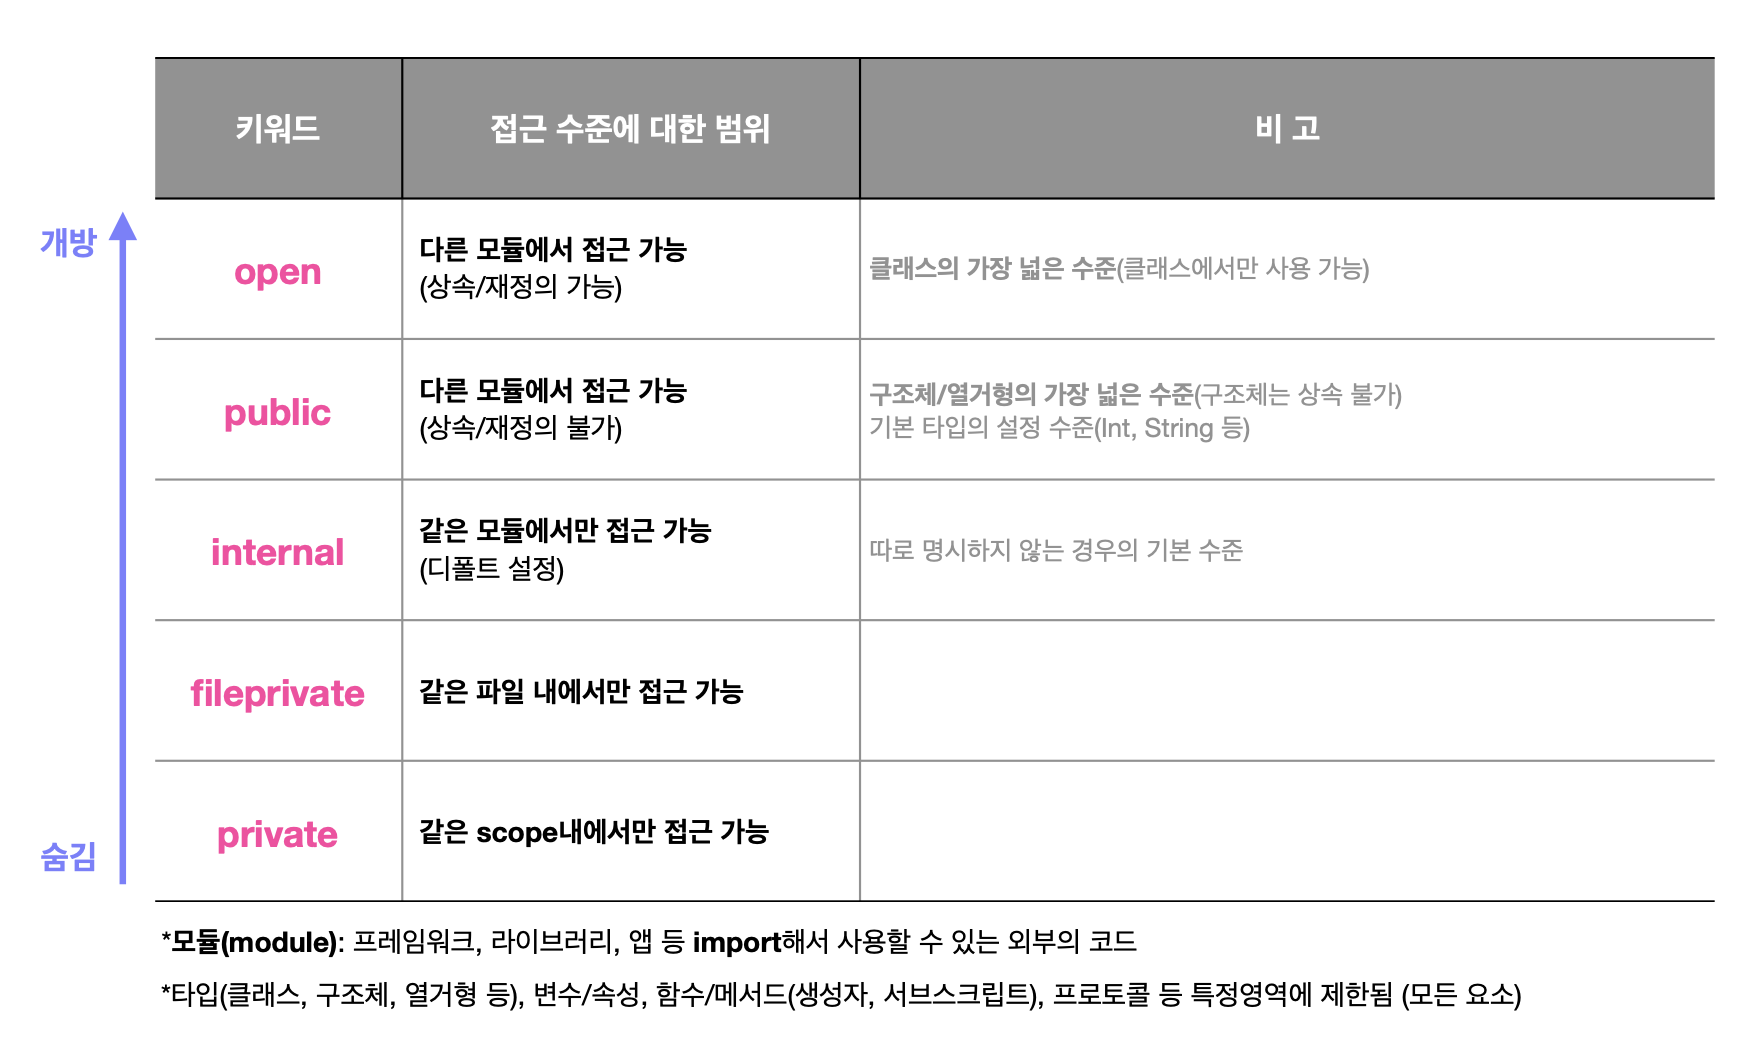 키워드
접근 수준에 대한 범위
비 고
개방
open
다른 모듈에서 접근 가능
(상속/재정의 가능)
클래스의 가장 넓은 수준(클래스에서만 사용 가능)
public
다른 모듈에서 접근 가능
(상속/재정의 불가)
구조체/열거형의 가장 넓은 수준(구조체는 상속 불가)
기본 타입의 설정 수준(Int, String 등)
internal
같은 모듈에서만 접근 가능
(디폴트 설정)
따로 명시하지 않는 경우의 기본 수준
fileprivate
같은 파일 내에서만 접근 가능
private
같은 scope내에서만 접근 가능
숨김
*모듈(module): 프레임워크, 라이브러리, 앱 등 import해서 사용할 수 있는 외부의 코드
*타입(클래스, 구조체, 열거형 등), 변수/속성, 함수/메서드(생성자, 서브스크립트), 프로토콜 등 특정영역에 제한됨 (모든 요소)